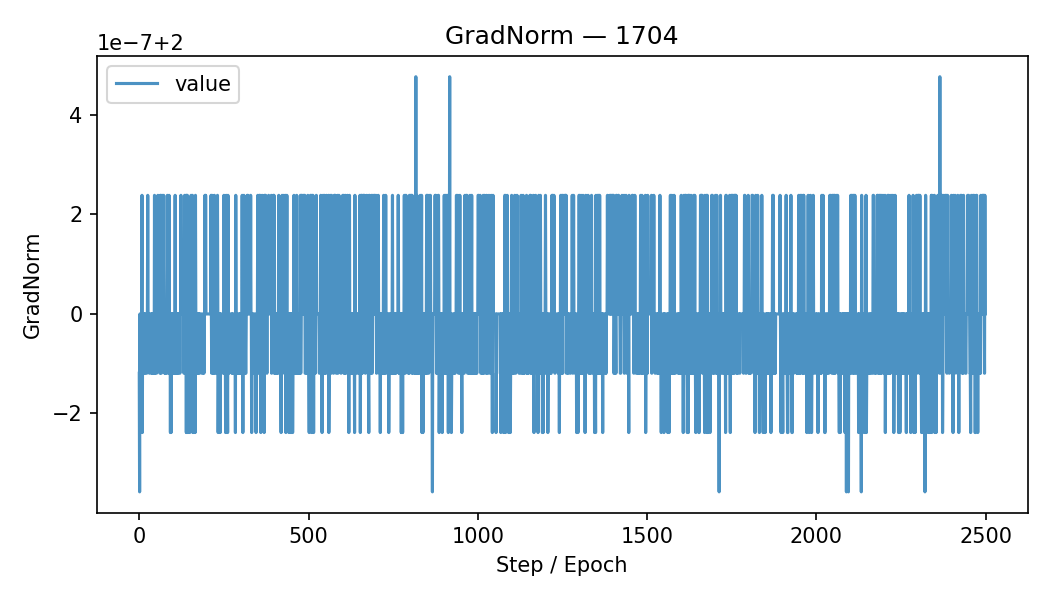 GradNorm — 1704
1e−7+2
value
4
2
0
−2
GradNorm
0 500 1000 1500 2000 2500
Step / Epoch